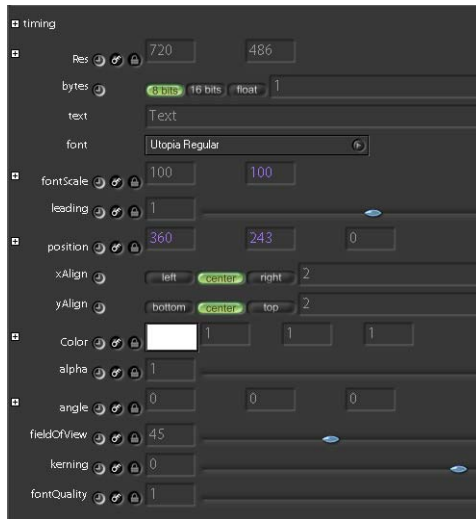 timing
Res 720 486
bytes 8 bits 16 bits float 1
text Text
font Utopia Regular
fontScale 100 100
leading 1
position 360 243 0
xAlign left center right 2
yAlign bottom center top 2
Color 1 1 1
alpha 1
angle 0 0 0
fieldOfView 45
kerning 0
fontQuality 1